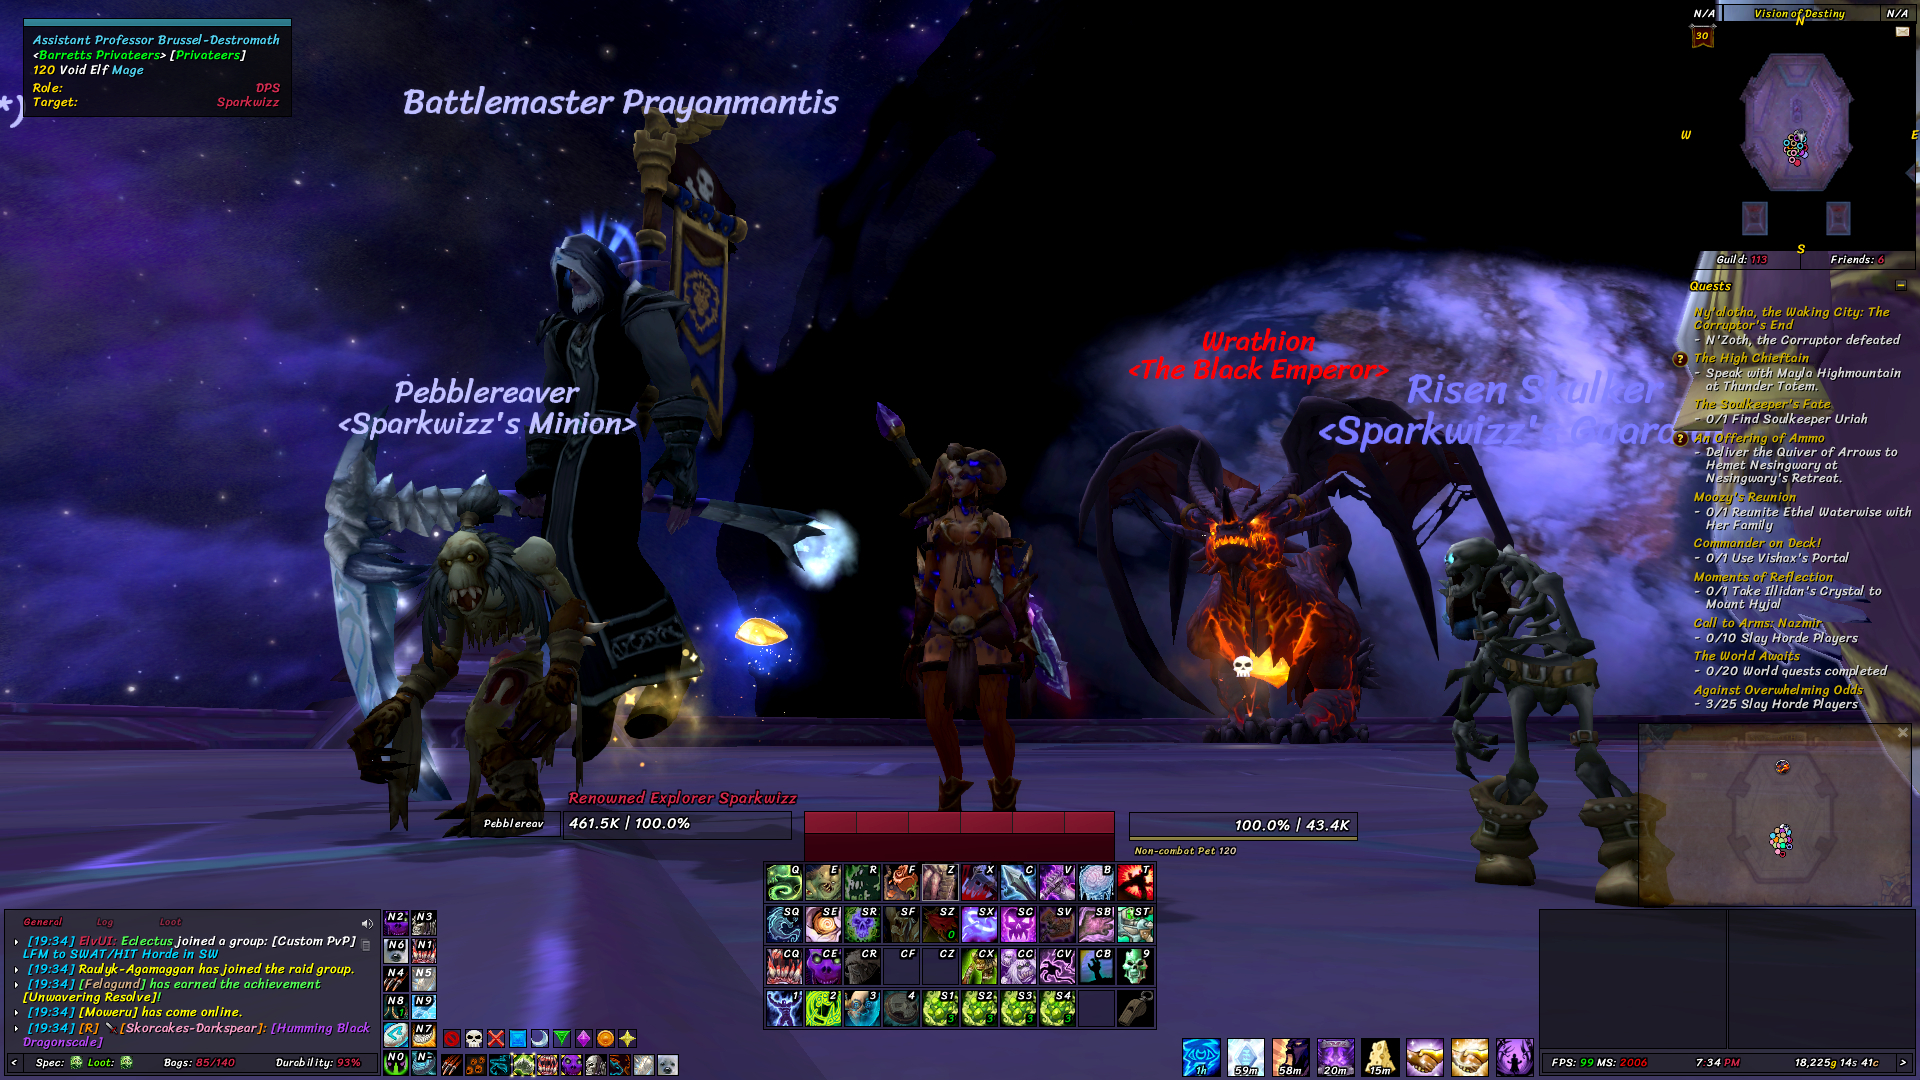 Assistant Professor Brussel-Destromath
<Barretts Privateers> [Privateers]
120 Void Elf Mage
Role: DPS
Target: Sparkwizz
Battlemaster Prayanmantis
Pebblereaver
<Sparkwizz's Minion>
Wrathion
<The Black Emperor>
Risen Skulker
N/A Vision of Destiny N/A
N
30
W E
S
Guild: 113 Friends: 6
Quests
Ny'alotha, the Waking City: The
Corruptor's End
- N'Zoth, the Corruptor defeated
The High Chieftain
- Speak with Mayla Highmountain
at Thunder Totem.
The Soulkeeper's Fate
- 0/1 Find Soulkeeper Uriah
An Offering of Ammo
- Deliver the Quiver of Arrows to
Hemet Nesingwary at
Nesingwary's Retreat.
Moozy's Reunion
- 0/1 Reunite Ethel Waterwise with
Her Family
Commander on Deck!
- 0/1 Use Vishax's Portal
Moments of Reflection
- 0/1 Take Illidan's Crystal to
Mount Hyjal
Call to Arms: Nazmir
- 0/10 Slay Horde Players
The World Awaits
- 0/20 World quests completed
Against Overwhelming Odds
- 3/25 Slay Horde Players
Renowned Explorer Sparkwizz
Pebblereav
461.5K | 100.0%
100.0% | 43.4K
Non-combat Pet 120
Q E R F Z X C V B T
SQ SE SR SF SZ SX SC SV SB ST
0
CQ CE CR CF CZ CX CC CV CB 9
1 2 3 4 S1 S2 S3 S4
General Log Loot
[19:34] ElvUI: Eclectus joined a group: [Custom PvP]
LFM to SWAT/HIT Horde in SW
[19:34] Raulyk-Agamaggan has joined the raid group.
[19:34] [Felagund] has earned the achievement
[Unwavering Resolve]!
[19:34] [Moweru] has come online.
[19:34] [R] [Skorcakes-Darkspear]: [Humming Black
Dragonscale]
< Spec: Loot: Bags: 85/140 Durability: 93%
N2 N3
N6 N1
N4 N5
N8 N9
N7
N0
1h 59m 58m 20m 15m
FPS: 99 MS: 2006 7:34 PM 18,225g 14s 41c >